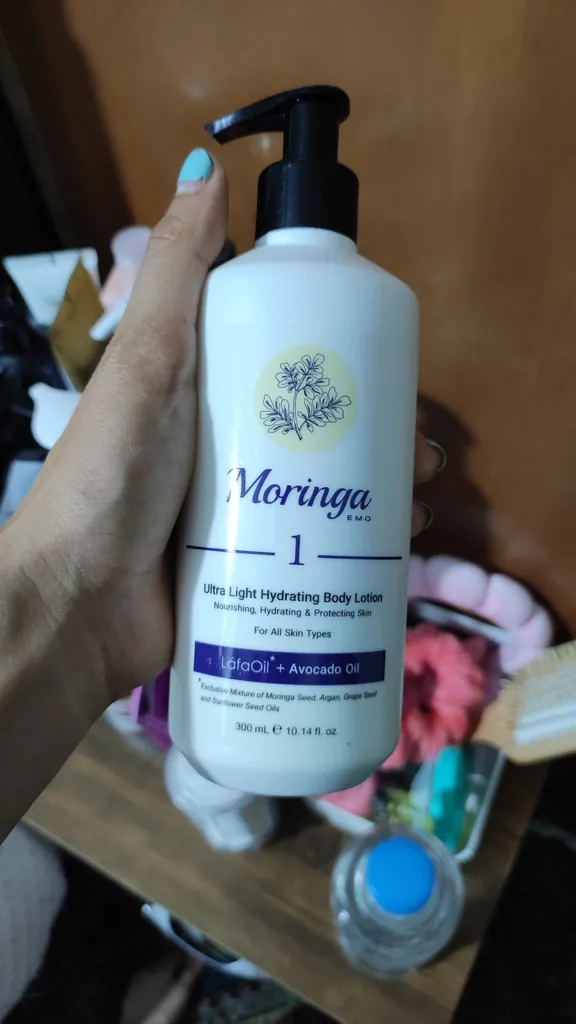 Moringa
EMO
1
Ultra Light Hydrating Body Lotion
Nourishing, Hydrating & Protecting Skin
For All Skin Types
LáfaOil* + Avocado Oil
*Exclusive Mixture of Moringa Seed, Argan, Grape Seed
and Sunflower Seed Oils
300 mL ℮ 10.14 fl. oz.